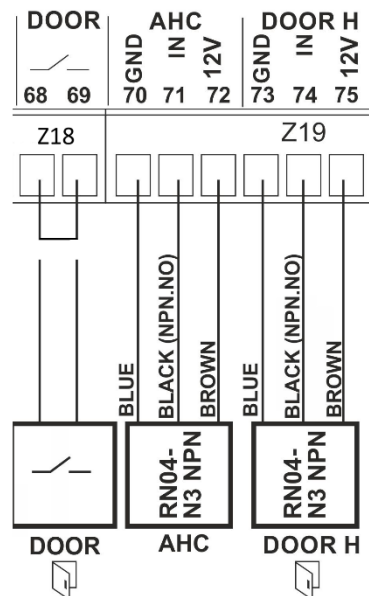 DOOR AHC DOOR H
GND IN 12V GND IN 12V
68 69 70 71 72 73 74 75
Z18 Z19
BLUE BLACK (NPN.NO) BROWN BLUE BLACK (NPN.NO) BROWN
RN04-
N3 NPN
RN04-
N3 NPN
DOOR AHC DOOR H